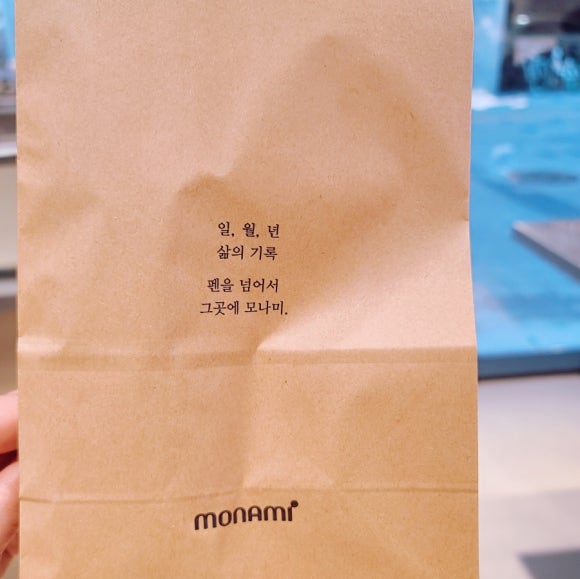 일, 월, 년
삶의 기록
펜을 넘어서
그곳에 모나미.
monAmi